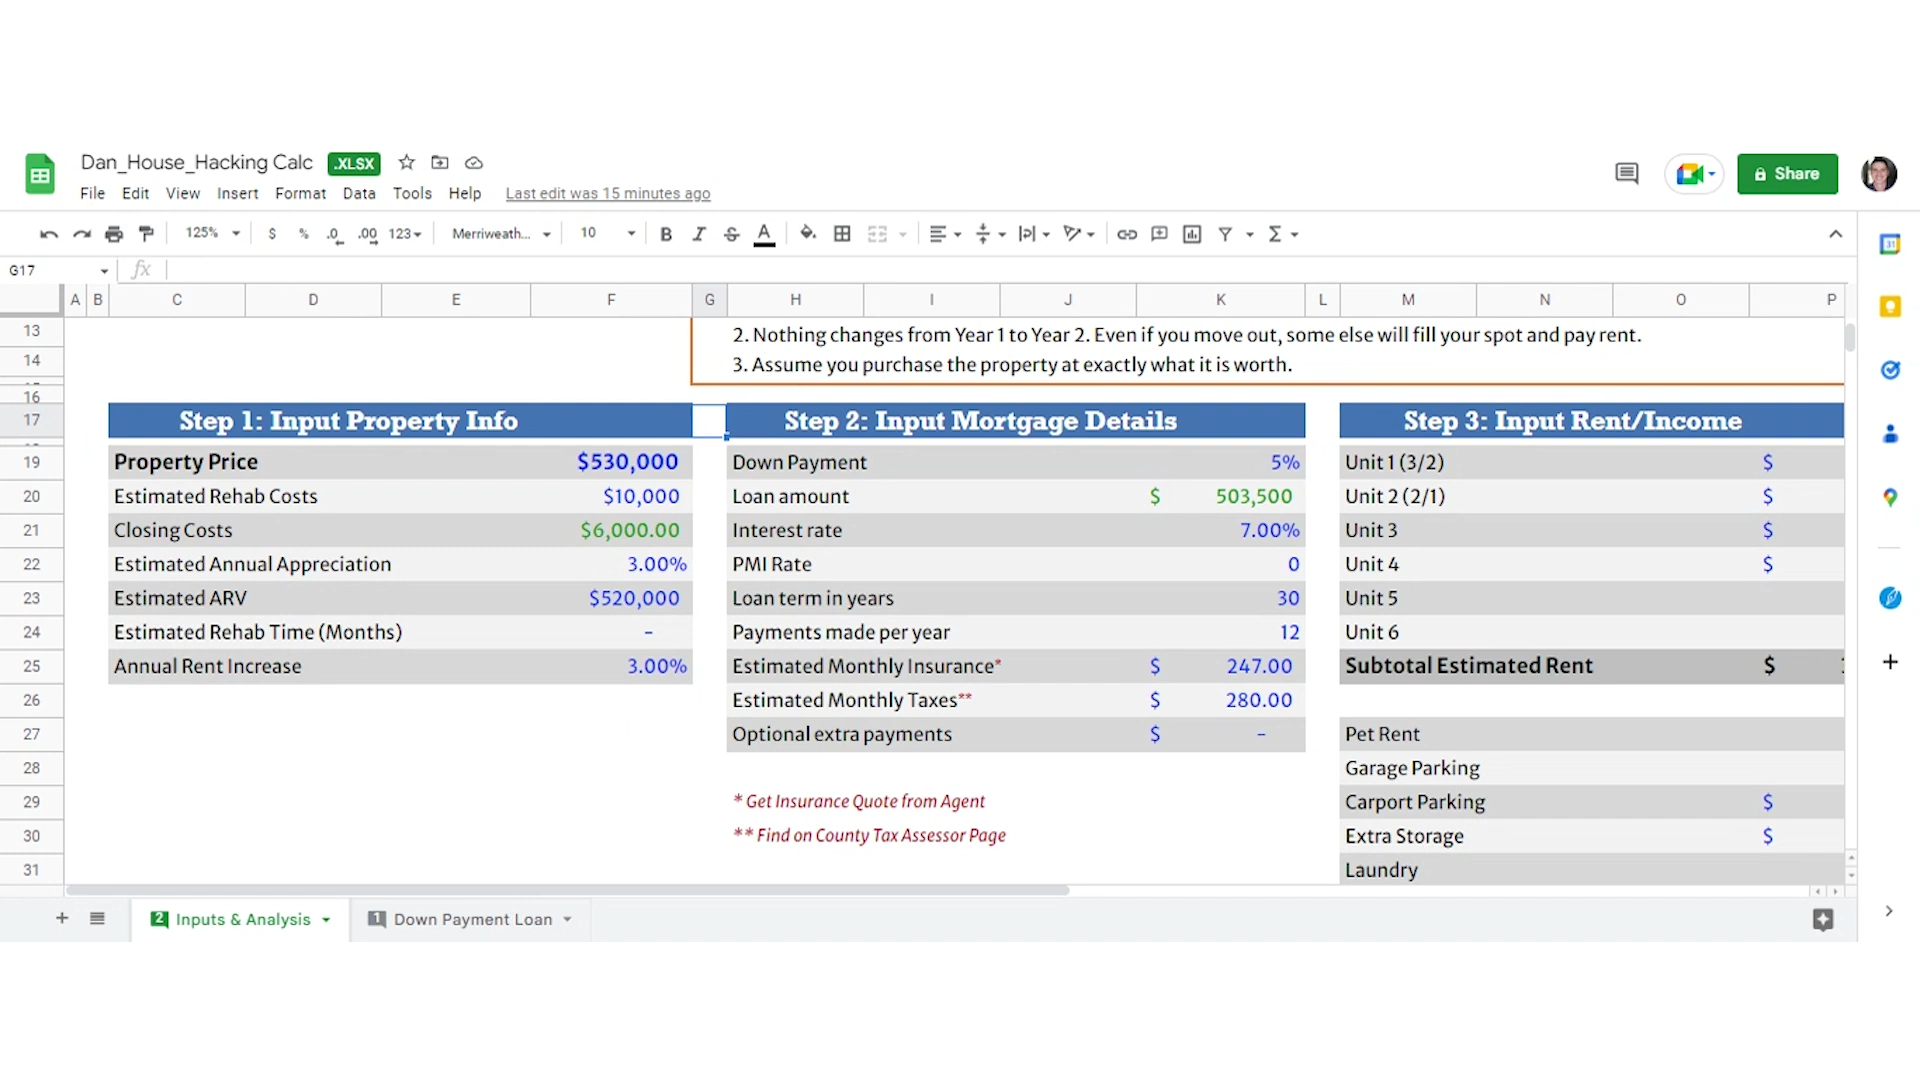 Dan_House_Hacking Calc .XLSX
File Edit View Insert Format Data Tools Help Last edit was 15 minutes ago
Share
125% $ % .0 .00 123 Merriweath... 10 B I S A
31
G17 fx
A B C D E F G H I J K L M N O P
13 2. Nothing changes from Year 1 to Year 2. Even if you move out, some else will fill your spot and pay rent.
14 3. Assume you purchase the property at exactly what it is worth.
16
17 Step 1: Input Property Info Step 2: Input Mortgage Details Step 3: Input Rent/Income
19 Property Price $530,000 Down Payment 5% Unit 1 (3/2) $
20 Estimated Rehab Costs $10,000 Loan amount $ 503,500 Unit 2 (2/1) $
21 Closing Costs $6,000.00 Interest rate 7.00% Unit 3 $
22 Estimated Annual Appreciation 3.00% PMI Rate 0 Unit 4 $
23 Estimated ARV $520,000 Loan term in years 30 Unit 5
24 Estimated Rehab Time (Months) - Payments made per year 12 Unit 6
25 Annual Rent Increase 3.00% Estimated Monthly Insurance* $ 247.00 Subtotal Estimated Rent $
26 Estimated Monthly Taxes** $ 280.00
27 Optional extra payments $ - Pet Rent
28 Garage Parking
29 * Get Insurance Quote from Agent Carport Parking $
30 ** Find on County Tax Assessor Page Extra Storage $
31 Laundry
2 Inputs & Analysis 1 Down Payment Loan